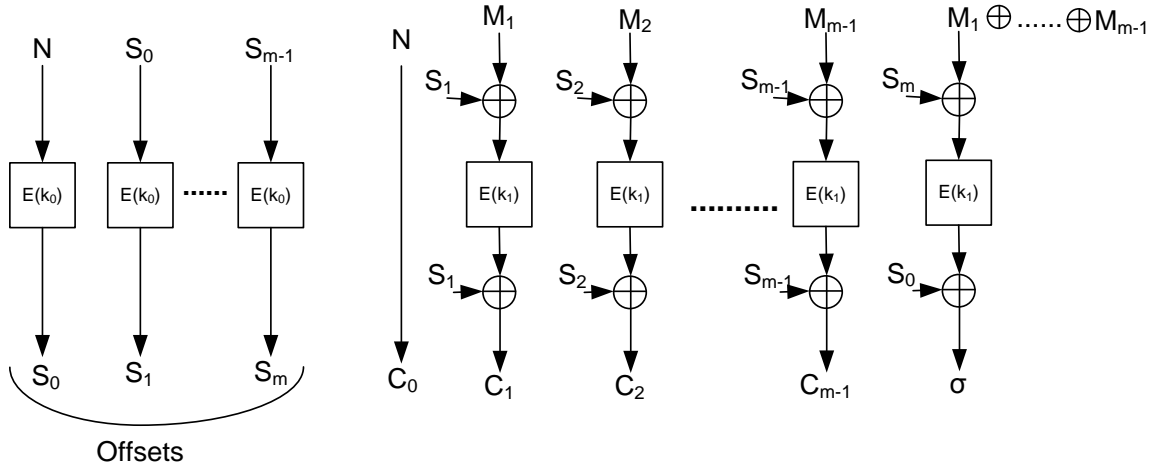 N S₀ Sₘ₋₁
E(k₀) E(k₀) ...... E(k₀)
S₀ S₁ Sₘ
Offsets
N M₁ M₂ Mₘ₋₁ M₁ ⊕ ...... ⊕ Mₘ₋₁
S₁ S₂ Sₘ₋₁ Sₘ
E(k₁) E(k₁) .......... E(k₁) E(k₁)
S₁ S₂ Sₘ₋₁ S₀
C₀ C₁ C₂ Cₘ₋₁ σ